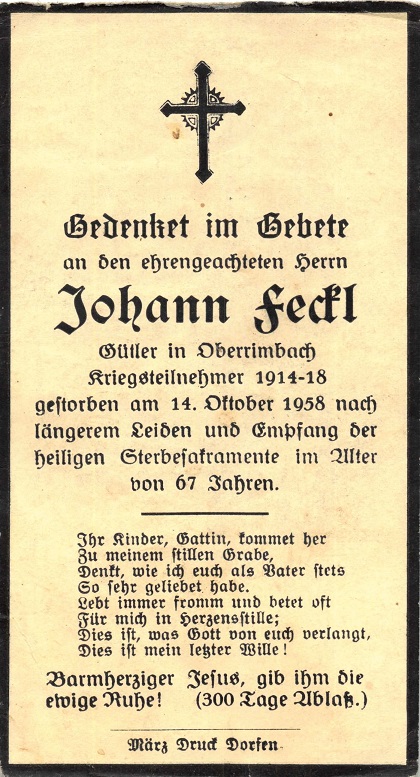 Gedenket im Gebete
an den ehrengeachteten Herrn
Johann Feckl
Gütler in Oberrimbach
Kriegsteilnehmer 1914-18
gestorben am 14. Oktober 1958 nach
längerem Leiden und Empfang der
heiligen Sterbesakramente im Alter
von 67 Jahren.
Ihr Kinder, Gattin, kommet her
Zu meinem stillen Grabe,
Denkt, wie ich euch als Vater stets
So sehr geliebet habe.
Lebt immer fromm und betet oft
Für mich in Herzensstille;
Dies ist, was Gott von euch verlangt,
Dies ist mein letzter Wille!
Barmherziger Jesus, gib ihm die
ewige Ruhe! (300 Tage Ablaß.)
März Druck Dorfen